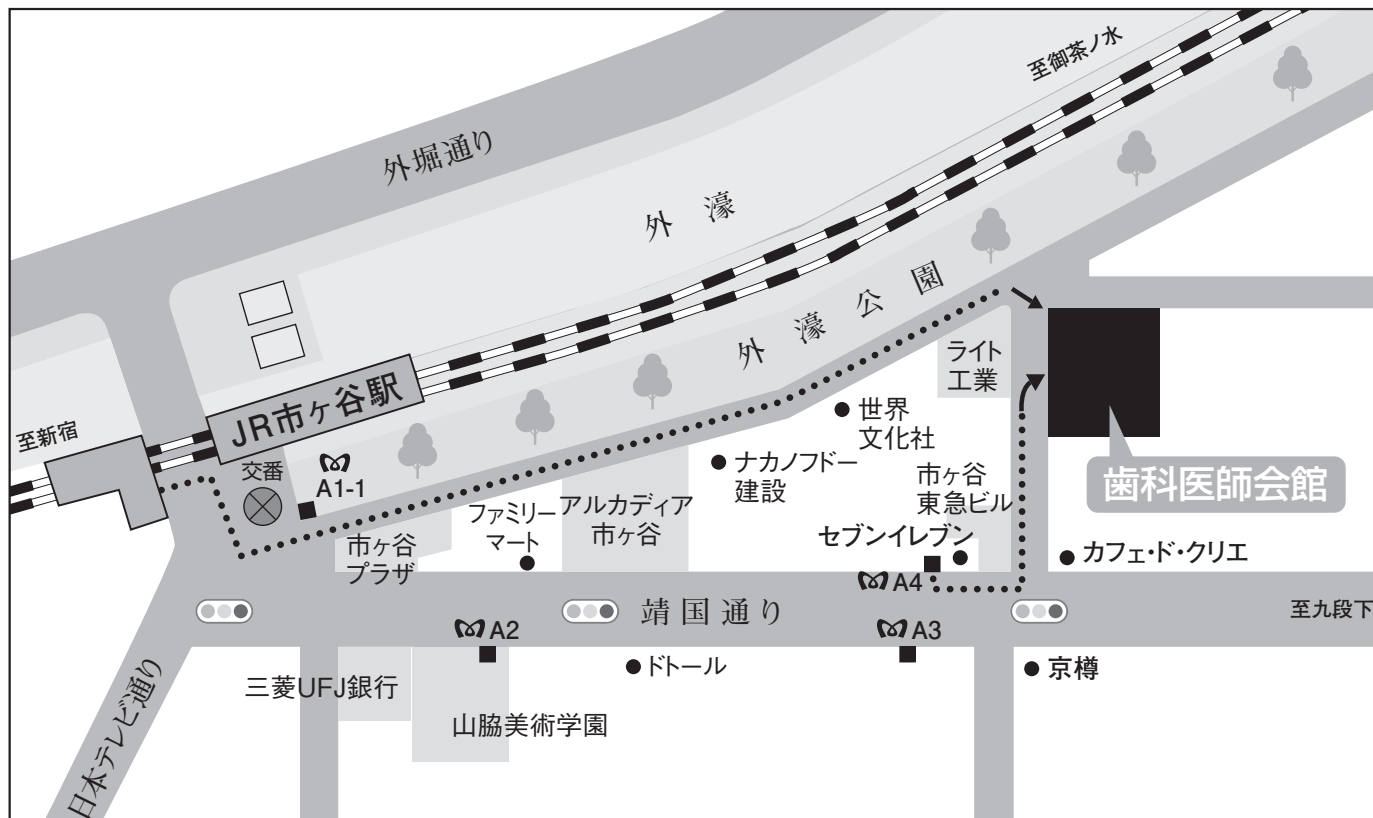 至御茶ノ水
外堀通り
外濠
外濠公園
JR市ヶ谷駅
至新宿
交番
A1-1
ライト
工業
世界
文化社
ナカノフドー
建設
市ヶ谷
東急ビル
歯科医師会館
ファミリー
マート
アルカディア
市ヶ谷
市ヶ谷
プラザ
セブンイレブン
カフェ・ド・クリエ
A4
靖国通り
至九段下
A2
A3
ドトール
京樽
三菱UFJ銀行
山脇美術学園
日本テレビ通り